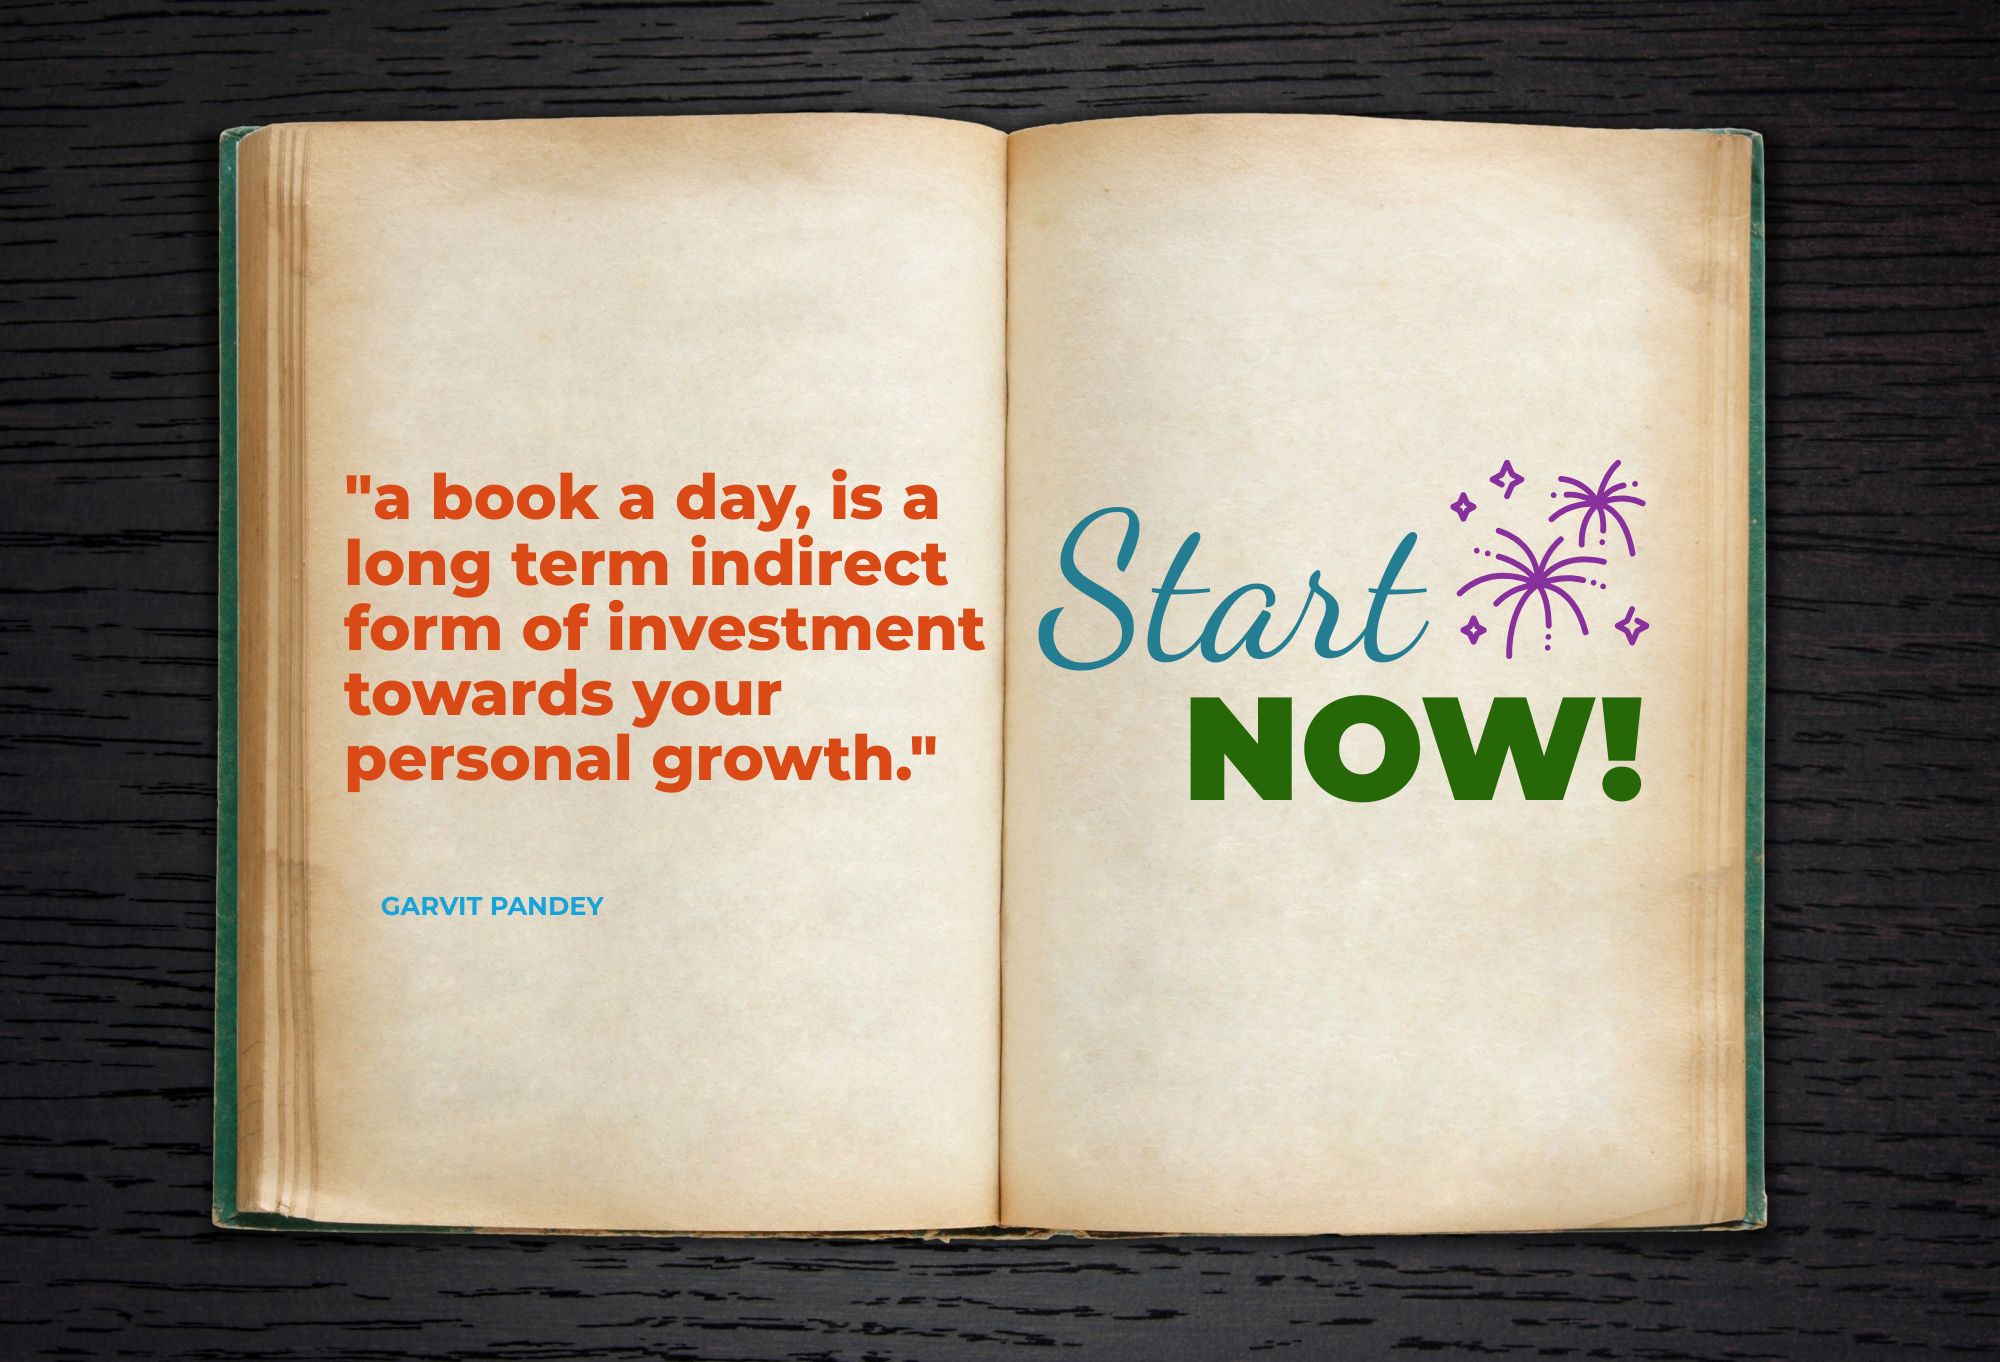 "a book a day, is a
long term indirect
form of investment
towards your
personal growth."
GARVIT PANDEY
Start
NOW!